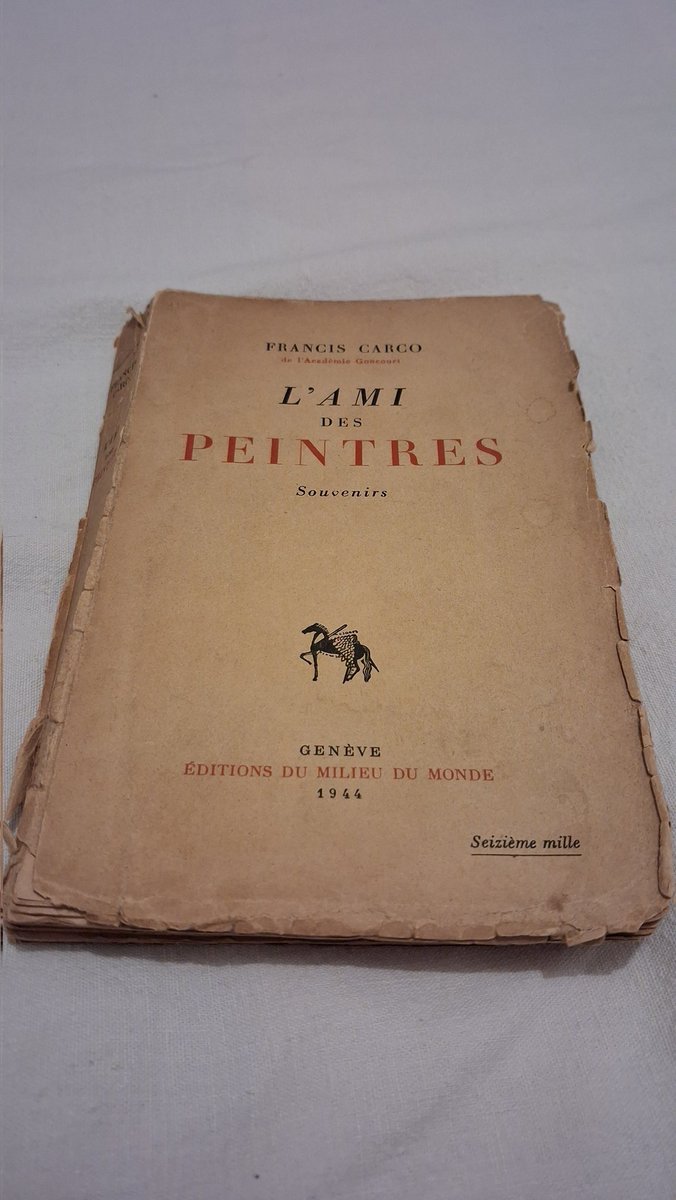 FRANCIS CARCO
de l'Académie Goncourt
L'AMI
DES
PEINTRES
Souvenirs
GENÈVE
ÉDITIONS DU MILIEU DU MONDE
1944
Seizième mille